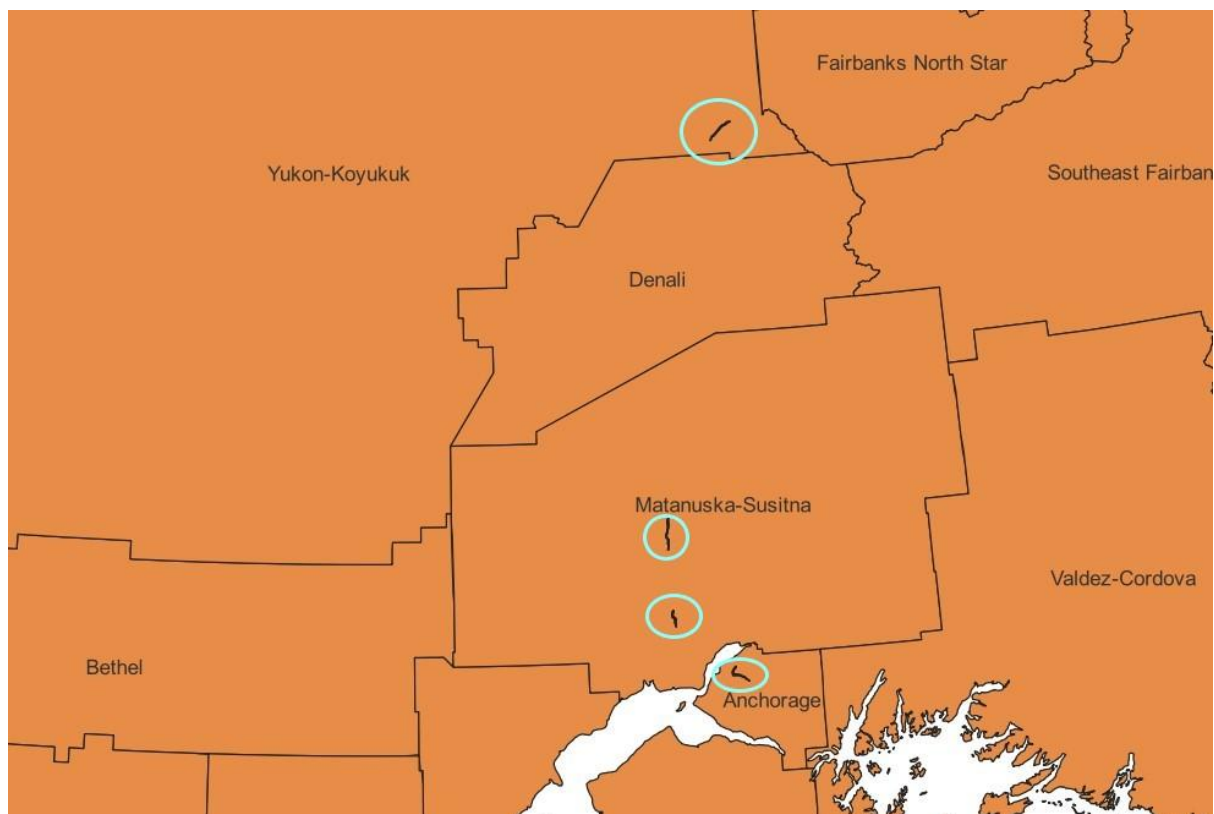 Fairbanks North Star
Yukon-Koyukuk
Southeast Fairban
Denali
Matanuska-Susitna
Valdez-Cordova
Bethel
Anchorage